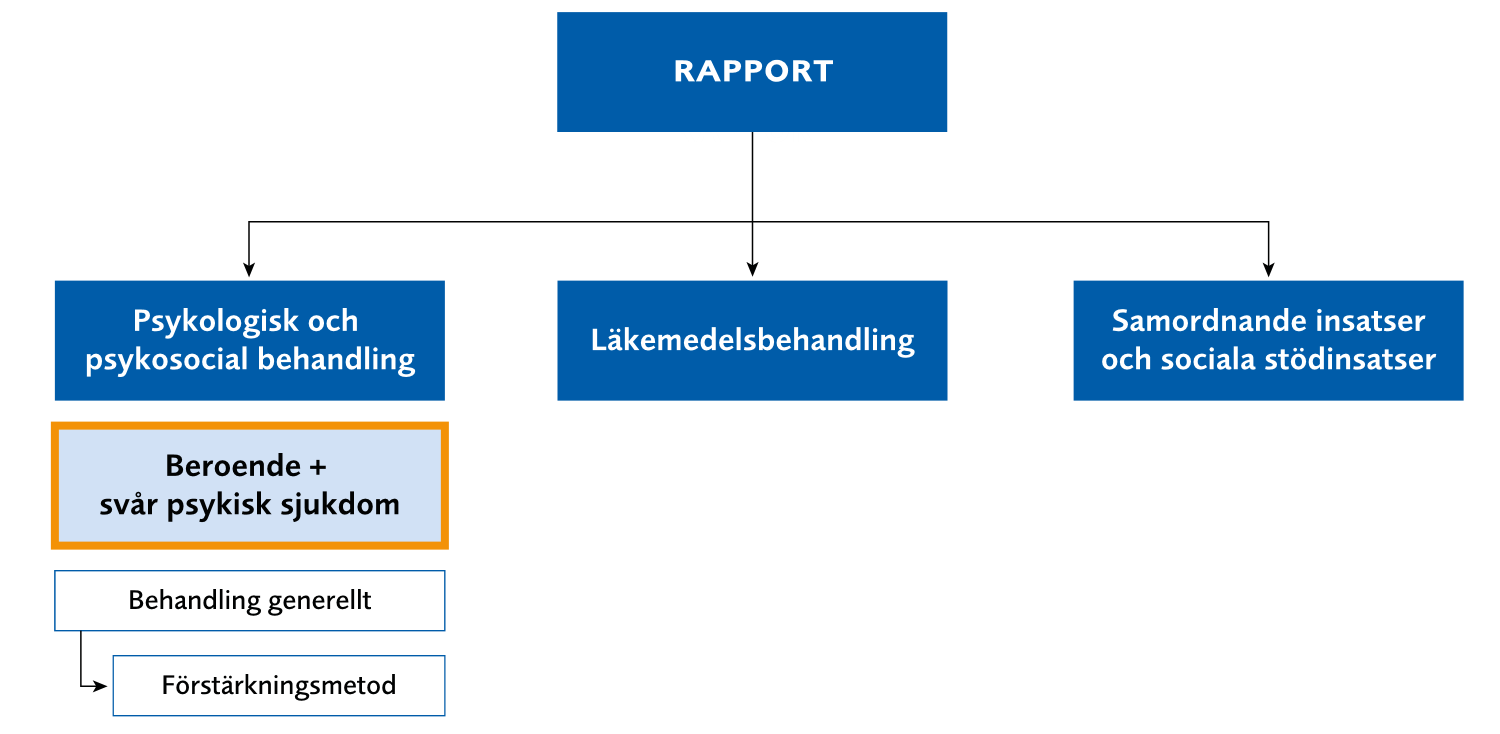 RAPPORT
Psykologisk och
psykosocial behandling
Läkemedelsbehandling
Samordnande insatser
och sociala stödinsatser
Beroende +
svår psykisk sjukdom
Behandling generellt
Förstärkningsmetod